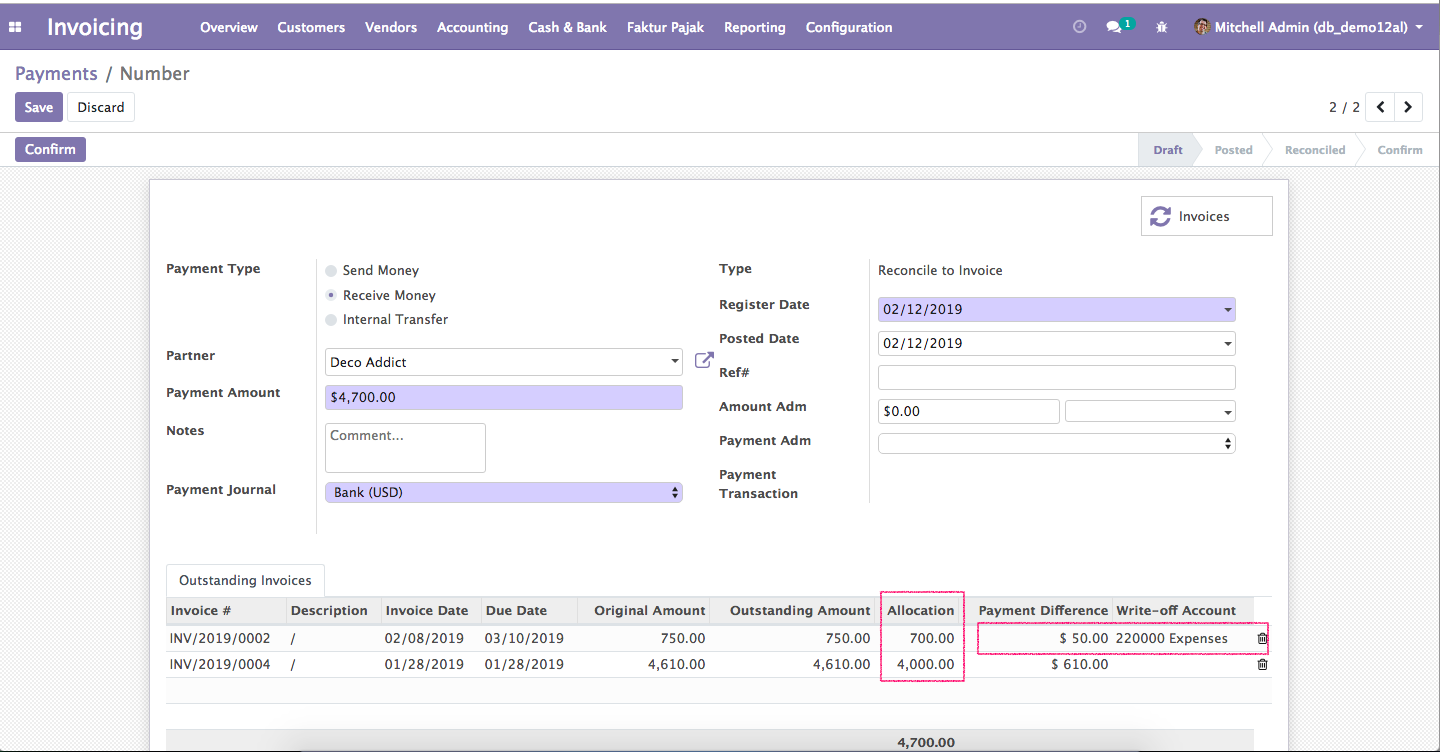 Invoicing Overview Customers Vendors Accounting Cash & Bank Faktur Pajak Reporting Configuration 1 Mitchell Admin (db_demo12al)
Payments / Number
Save Discard 2 / 2
Confirm Draft Posted Reconciled Confirm
Invoices
Payment Type Send Money Type Reconcile to Invoice
Receive Money
Internal Transfer
Register Date 02/12/2019
Posted Date 02/12/2019
Partner Deco Addict
Ref#
Payment Amount $4,700.00
Amount Adm $0.00
Notes Comment...
Payment Adm
Payment Journal Bank (USD)
Payment
Transaction
Outstanding Invoices
Invoice # Description Invoice Date Due Date Original Amount Outstanding Amount Allocation Payment Difference Write-off Account
INV/2019/0002 / 02/08/2019 03/10/2019 750.00 750.00 700.00 $ 50.00 220000 Expenses
INV/2019/0004 / 01/28/2019 01/28/2019 4,610.00 4,610.00 4,000.00 $ 610.00
4,700.00